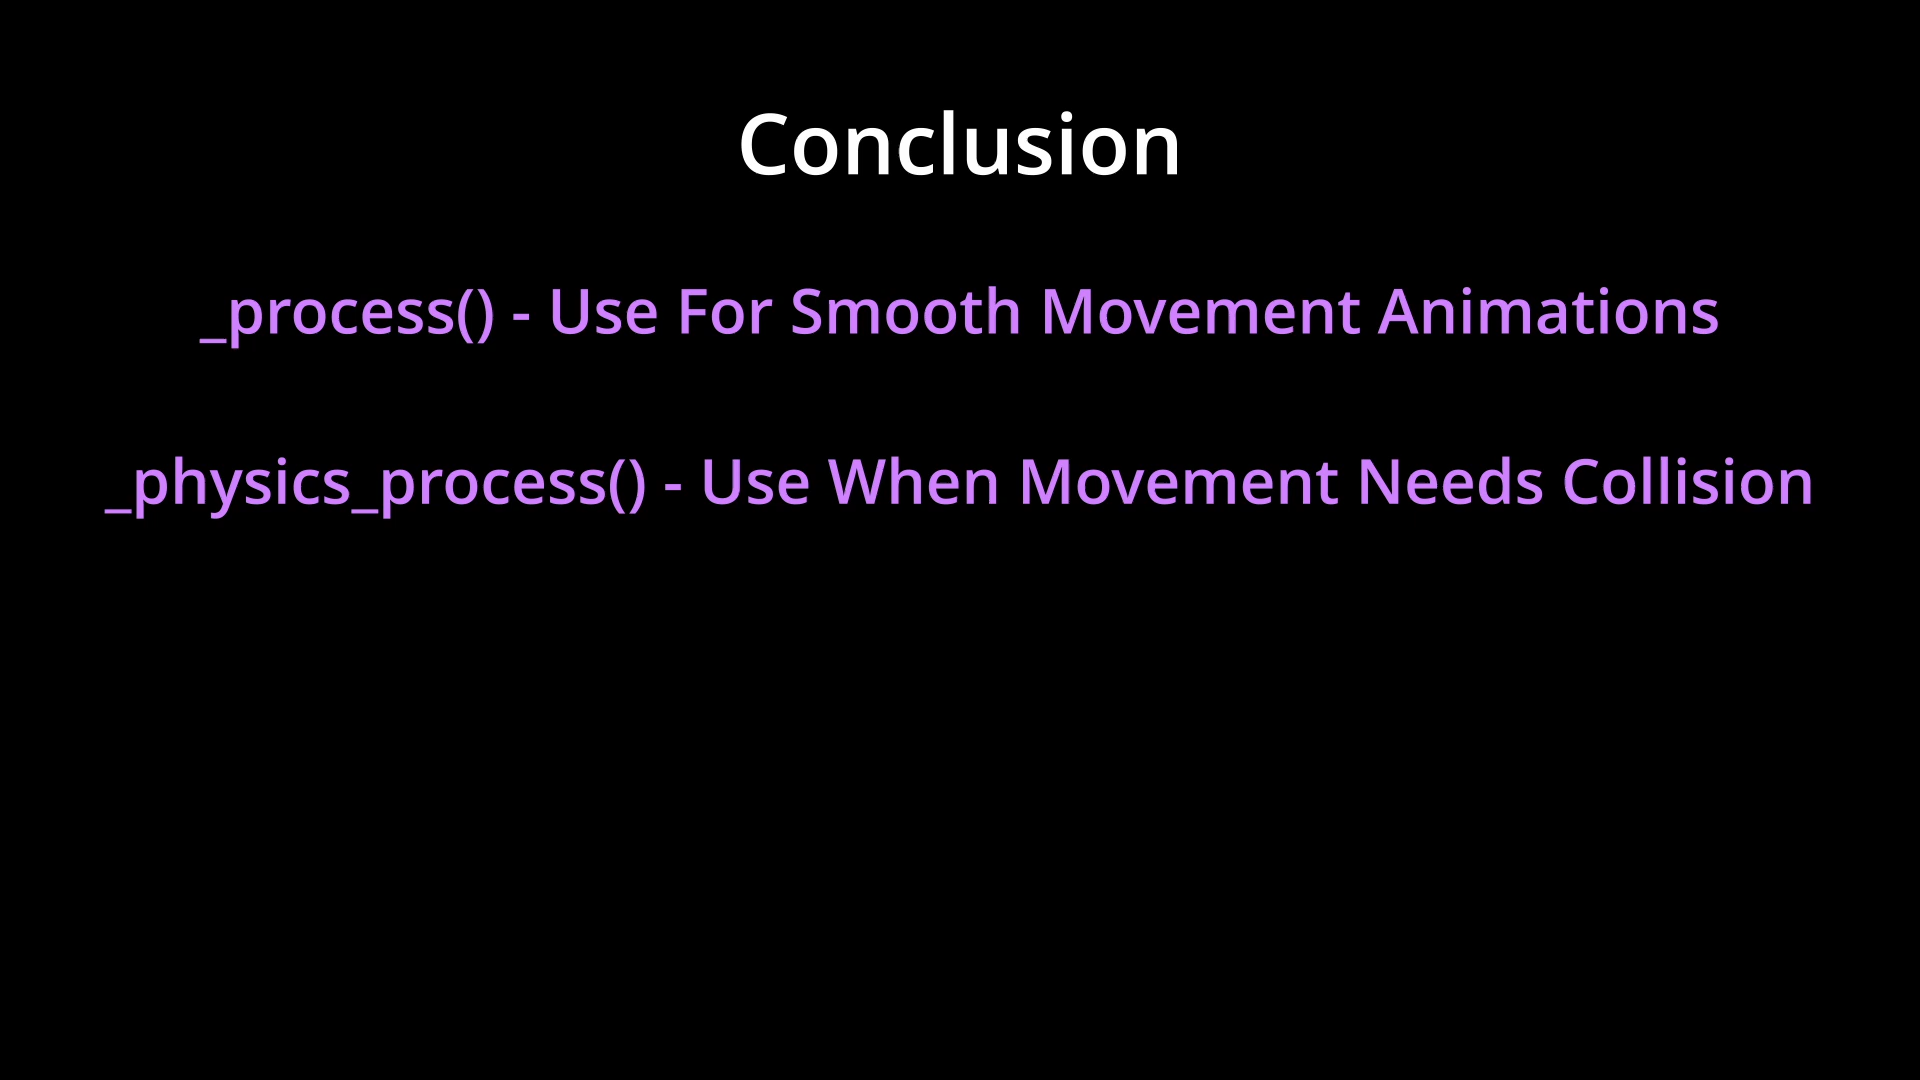 Conclusion
_process() - Use For Smooth Movement Animations
_physics_process() - Use When Movement Needs Collision